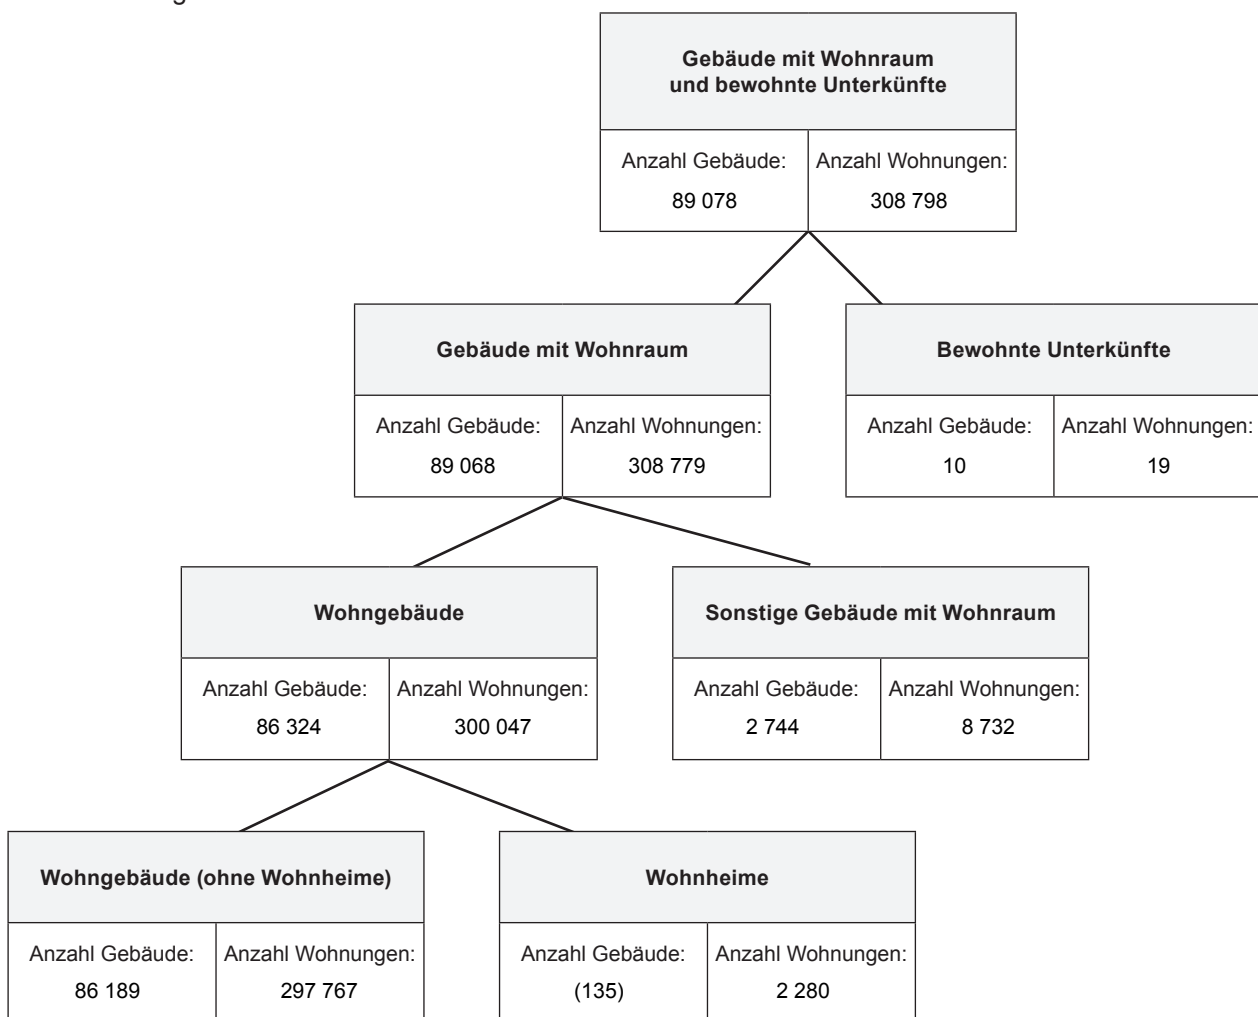 Gebäude mit Wohnraum
und bewohnte Unterkünfte
Anzahl Gebäude: Anzahl Wohnungen:
89 078 308 798
Gebäude mit Wohnraum
Anzahl Gebäude: Anzahl Wohnungen:
89 068 308 779
Bewohnte Unterkünfte
Anzahl Gebäude: Anzahl Wohnungen:
10 19
Wohngebäude
Anzahl Gebäude: Anzahl Wohnungen:
86 324 300 047
Sonstige Gebäude mit Wohnraum
Anzahl Gebäude: Anzahl Wohnungen:
2 744 8 732
Wohngebäude (ohne Wohnheime)
Anzahl Gebäude: Anzahl Wohnungen:
86 189 297 767
Wohnheime
Anzahl Gebäude: Anzahl Wohnungen:
(135) 2 280